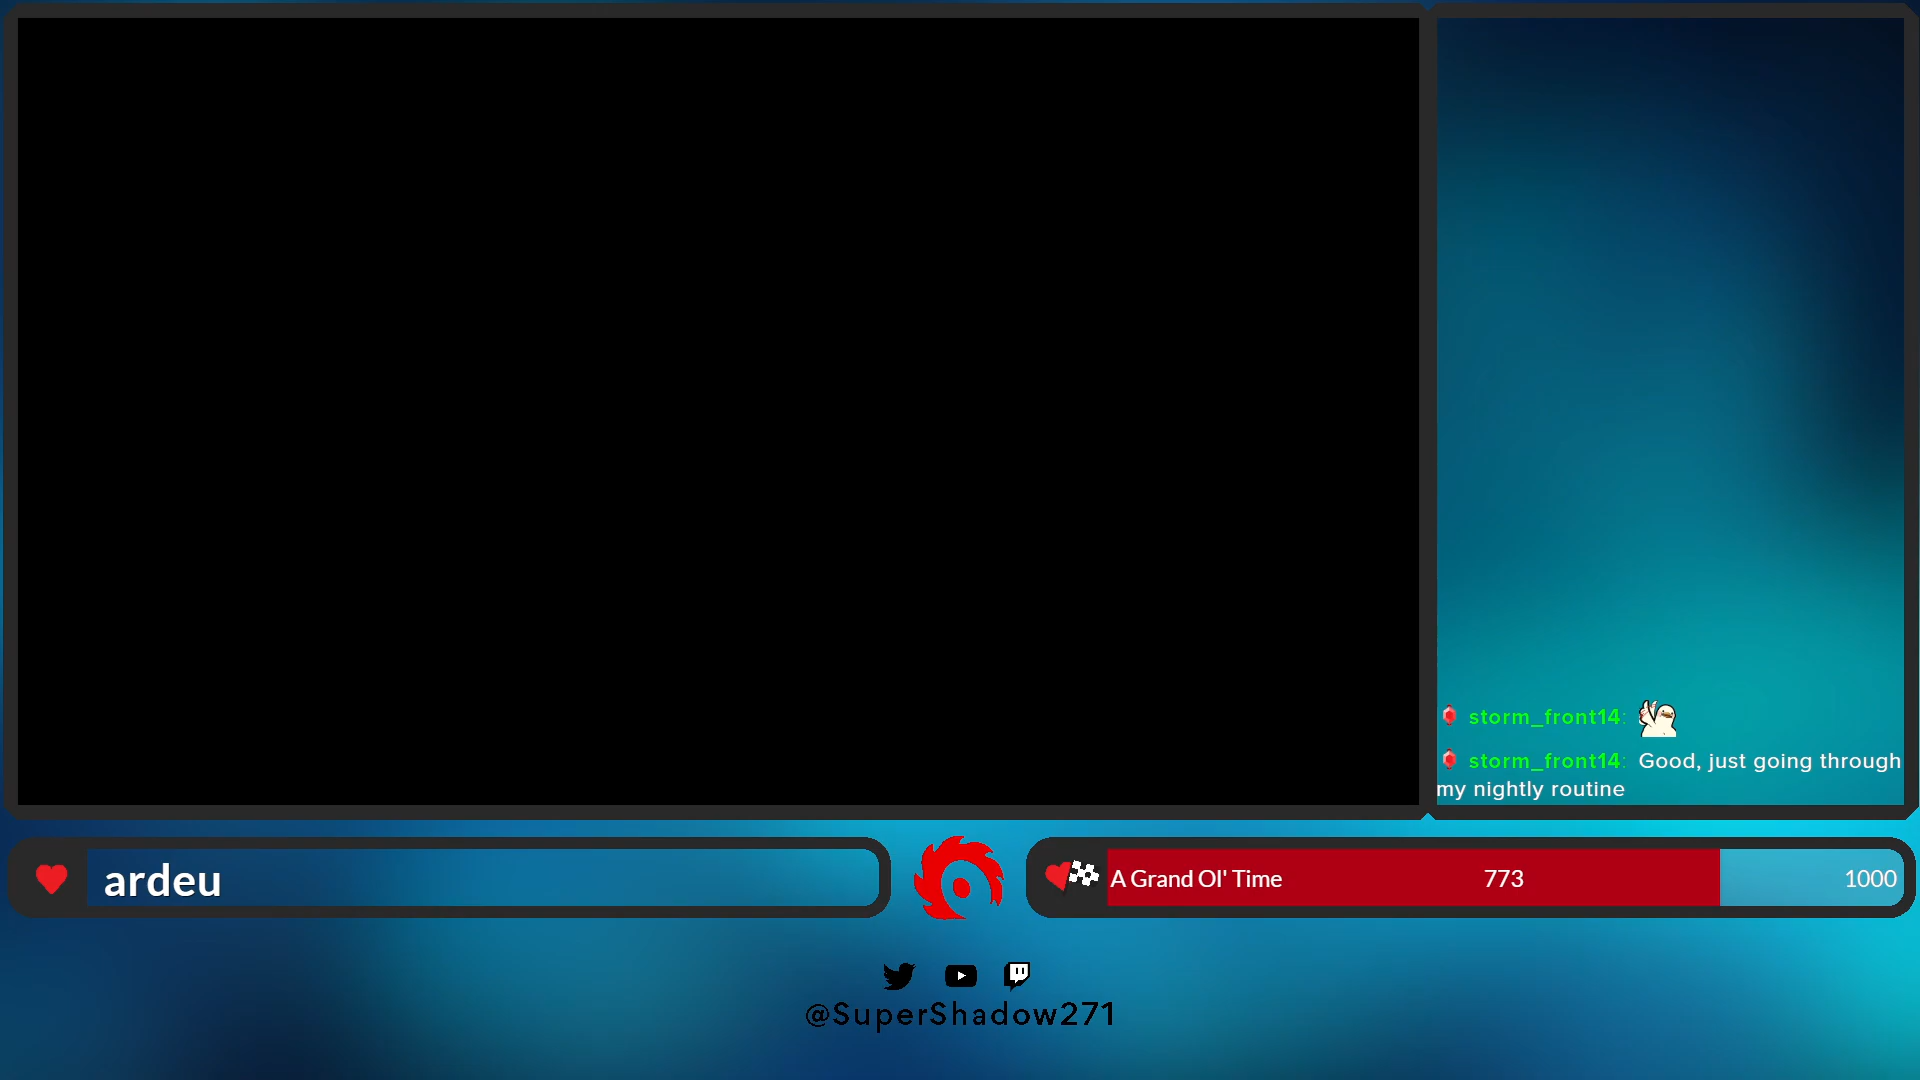 storm_front14:
storm_front14: Good, just going through
my nightly routine
ardeu
A Grand Ol' Time 773 1000
@SuperShadow271